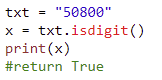 txt = "50800"
x = txt.isdigit()
print(x)
#return True